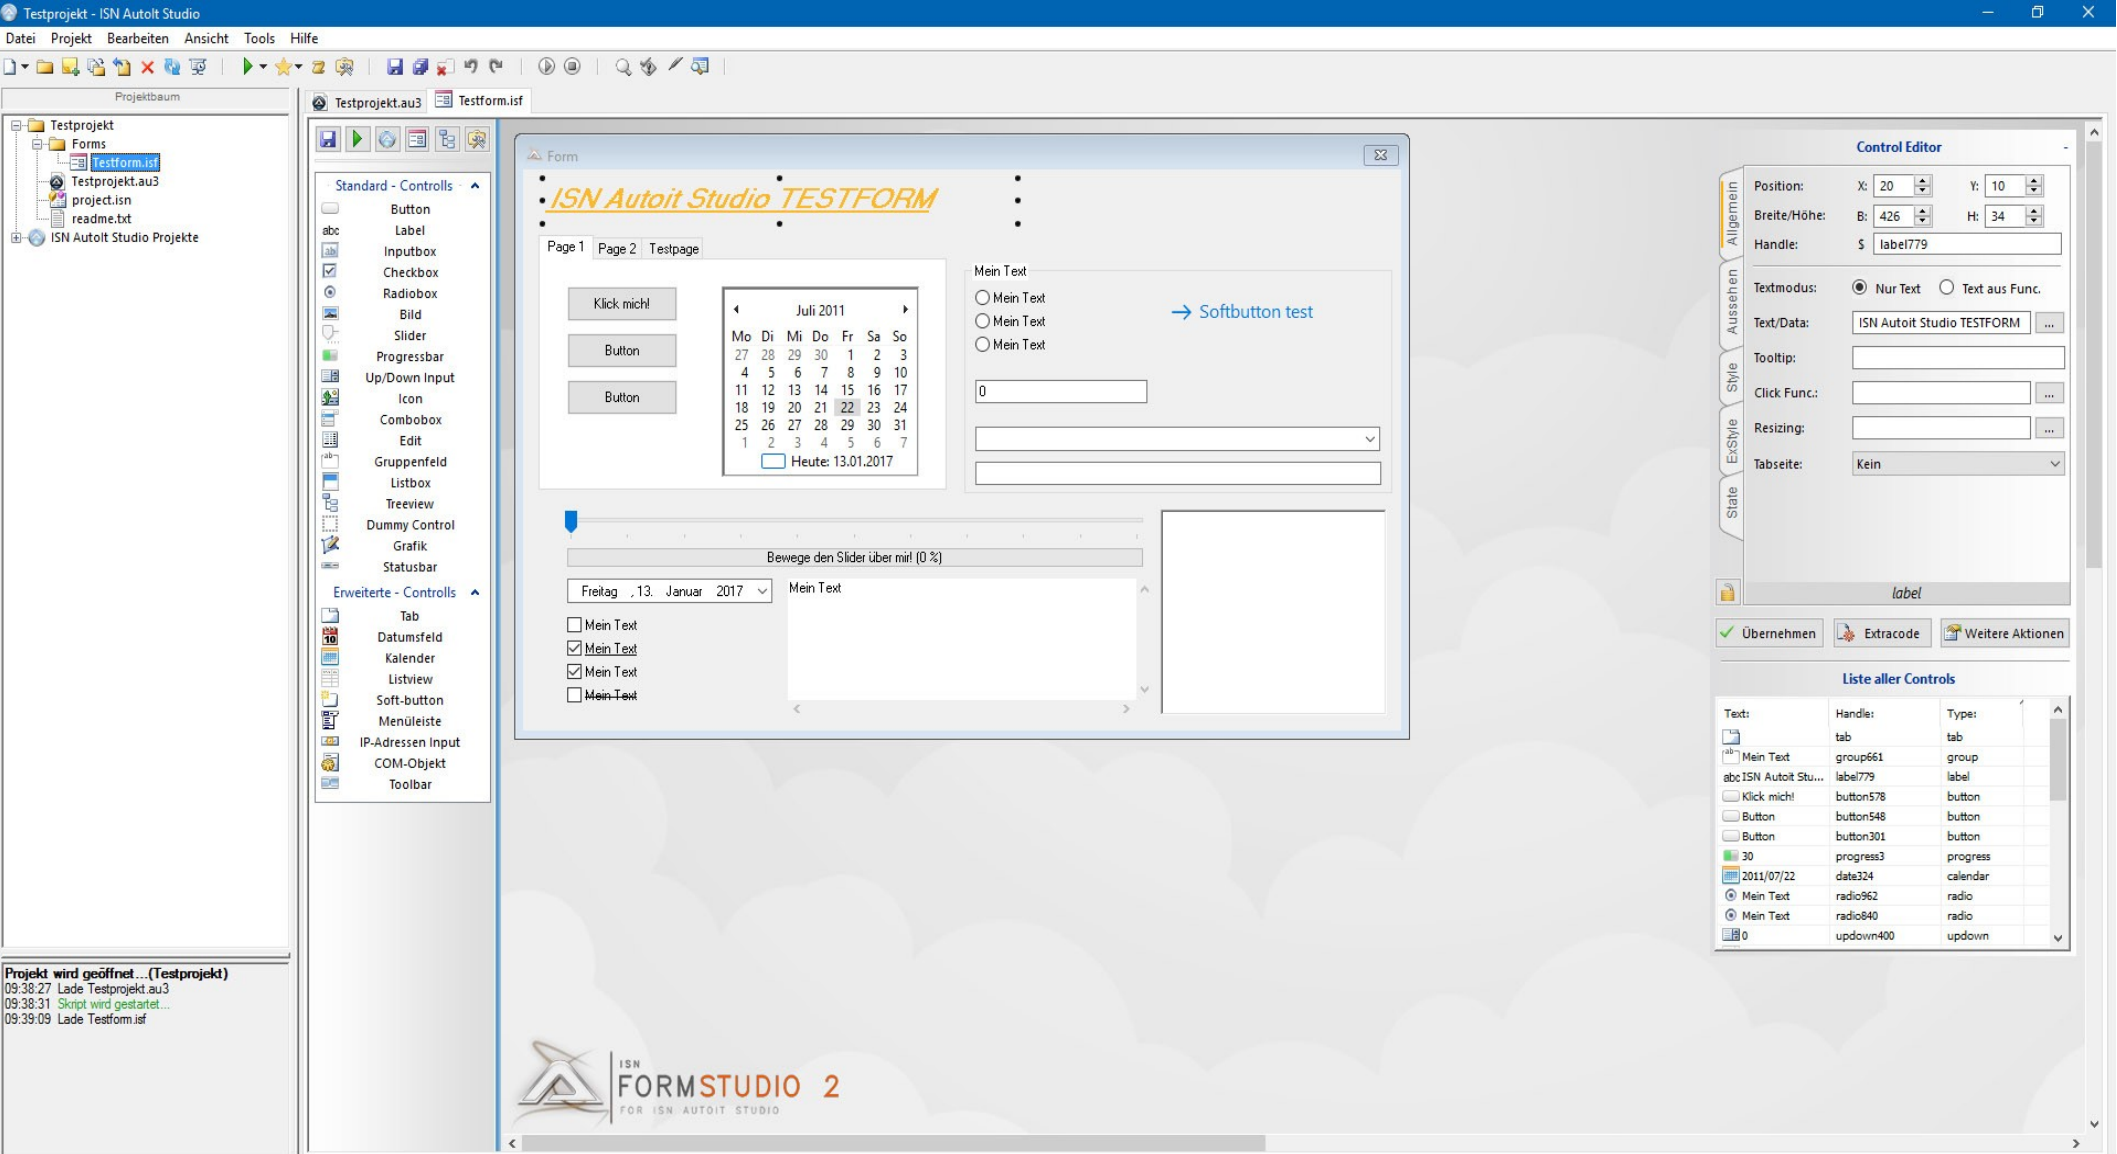 Testprojekt - ISN AutoIt Studio
Datei Projekt Bearbeiten Ansicht Tools Hilfe
Projektbaum
Testprojekt
Forms
Testform.isf
Testprojekt.au3
project.isn
readme.txt
ISN AutoIt Studio Projekte
Projekt wird geöffnet...(Testprojekt)
09:38:27 Lade Testprojekt.au3
09:38:31 Skript wird gestartet...
09:39:09 Lade Testform.isf
Testprojekt.au3 Testform.isf
Standard - Controlls
Button
abc Label
Inputbox
Checkbox
Radiobox
Bild
Slider
Progressbar
Up/Down Input
Icon
Combobox
Edit
Gruppenfeld
Listbox
Treeview
Dummy Control
Grafik
Statusbar
Erweiterte - Controlls
Tab
Datumsfeld
Kalender
Listview
Soft-button
Menüleiste
IP-Adressen Input
COM-Objekt
Toolbar
Form
ISN Autoit Studio TESTFORM
Page 1 Page 2 Testpage
Klick mich!
Button
Button
Juli 2011
Mo Di Mi Do Fr Sa So
27 28 29 30 1 2 3
4 5 6 7 8 9 10
11 12 13 14 15 16 17
18 19 20 21 22 23 24
25 26 27 28 29 30 31
1 2 3 4 5 6 7
Heute: 13.01.2017
Mein Text
Mein Text
Mein Text
Mein Text
→ Softbutton test
0
Bewege den Slider über mir! (0 %)
Freitag , 13. Januar 2017
Mein Text
Mein Text
Mein Text
Mein Text
Mein Text
ISN
FORMSTUDIO 2
FOR ISN AUTOIT STUDIO
Control Editor -
Allgemein
Aussehen
Style
ExStyle
State
Position: X: 20 Y: 10
Breite/Höhe: B: 426 H: 34
Handle: $ label779
Textmodus: Nur Text Text aus Func.
Text/Data: ISN Autoit Studio TESTFORM ...
Tooltip:
Click Func.: ...
Resizing: ...
Tabseite: Kein
label
Übernehmen Extracode Weitere Aktionen
Liste aller Controls
Text: Handle: Type:
tab tab
Mein Text group661 group
abc ISN Autoit Stu... label779 label
Klick mich! button578 button
Button button548 button
Button button301 button
30 progress3 progress
2011/07/22 date324 calendar
Mein Text radio962 radio
Mein Text radio840 radio
0 updown400 updown